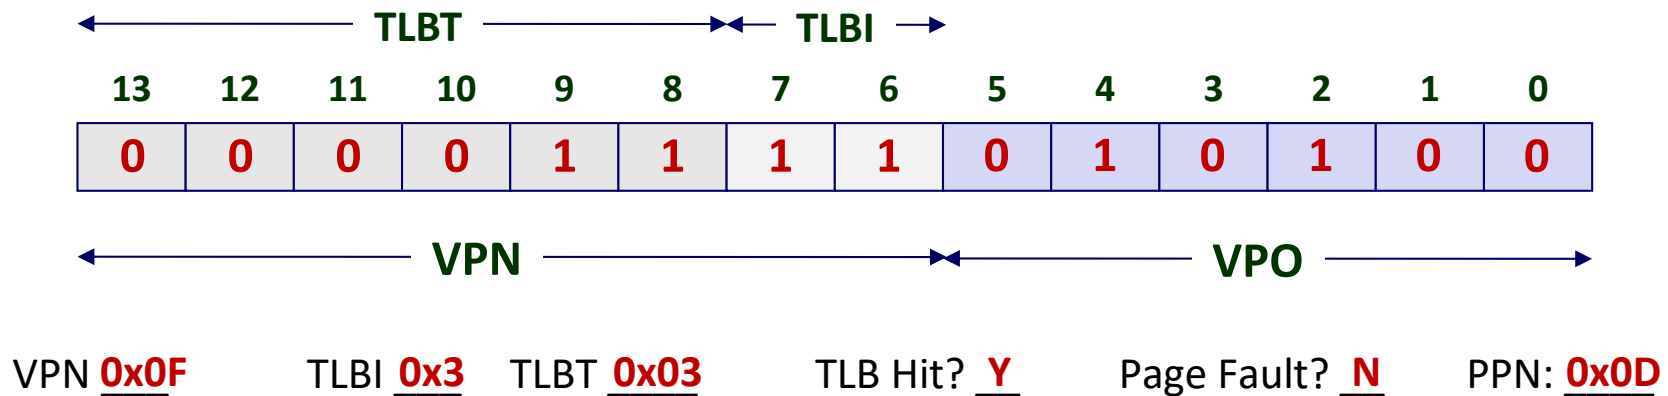 TLBT TLBI
13 12 11 10 9 8 7 6 5 4 3 2 1 0
0 0 0 0 1 1 1 1 0 1 0 1 0 0
VPN VPO
VPN 0x0F TLBI 0x3 TLBT 0x03 TLB Hit? Y Page Fault? N PPN: 0x0D